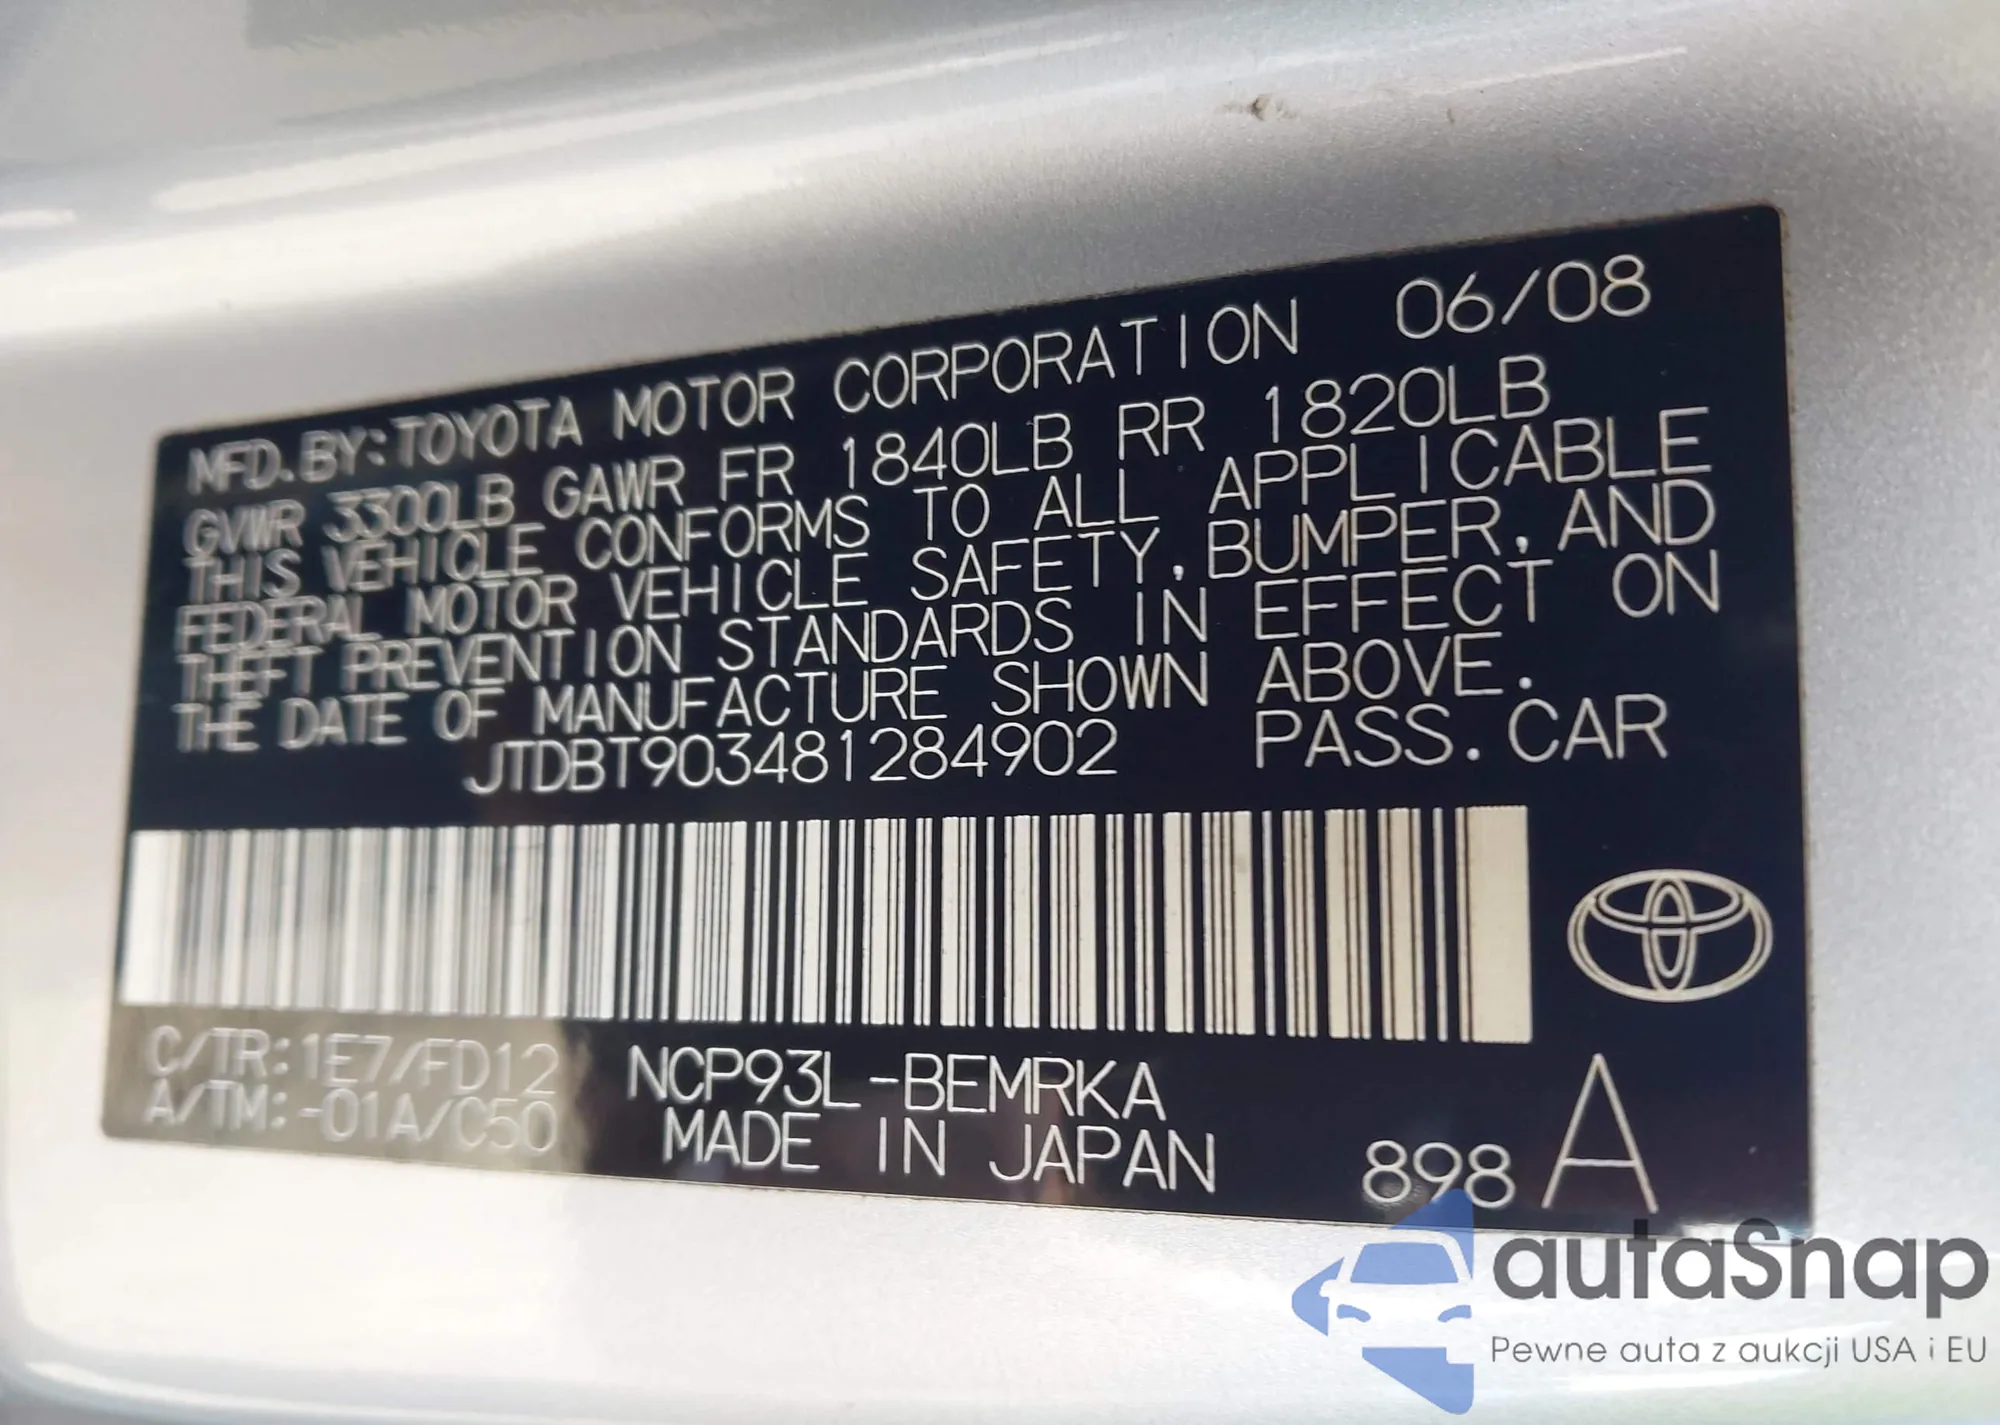 MFD. BY: TOYOTA MOTOR CORPORATION 06/08
GVWR 3300LB GAWR FR 1840LB RR 1820LB
THIS VEHICLE CONFORMS TO ALL APPLICABLE
FEDERAL MOTOR VEHICLE SAFETY, BUMPER, AND
THEFT PREVENTION STANDARDS IN EFFECT ON
THE DATE OF MANUFACTURE SHOWN ABOVE.
JTDBT903481284902 PASS. CAR
C/TR: 1E7/FD12 NCP93L-BEMRKA
A/TM: -01A/C50 MADE IN JAPAN 898 A
autaSnap
Pewne auta z aukcji USA i EU